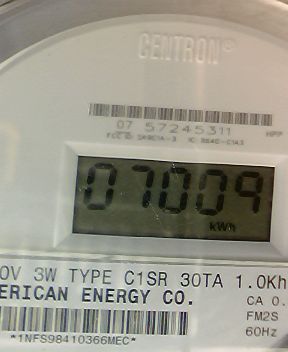 CENTRON®
07 57245311
HPP
07009
kWh
0V 3W TYPE C1SR 30TA 1.0Kh
ERICAN ENERGY CO.
CA 0.
FM2S
60Hz
*1NFS98410366MEC*